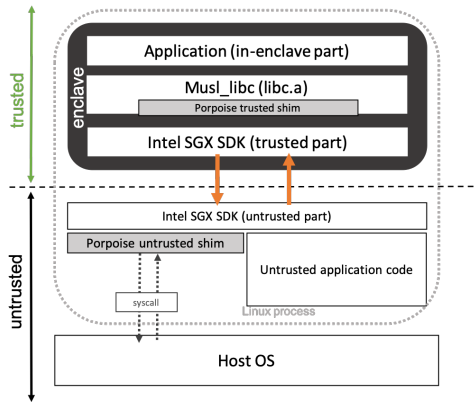 trusted
enclave
Application (in-enclave part)
Musl_libc (libc.a)
Porpoise trusted shim
Intel SGX SDK (trusted part)
untrusted
Intel SGX SDK (untrusted part)
Porpoise untrusted shim
Untrusted application code
syscall
Linux process
Host OS